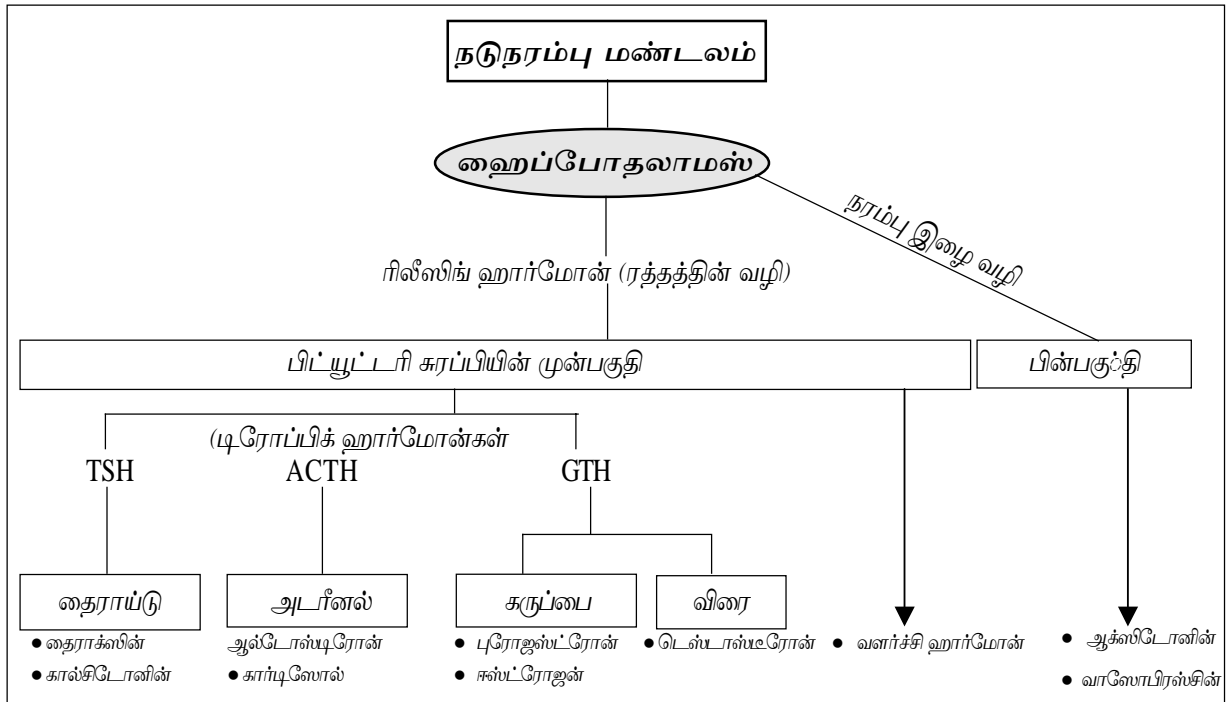 நடுநரம்பு மண்டலம்
ஹைப்போதலாமஸ்
நரம்பு இழை வழி
ரிலீஸிங் ஹார்மோன் (ரத்தத்தின் வழி)
பிட்யூட்டரி சுரப்பியின் முன்பகுதி
பின்பகு்தி
(டிரோப்பிக் ஹார்மோன்கள்
TSH ACTH GTH
தைராய்டு அடரீனல் கருப்பை விரை
● தைராக்ஸின் ஆல்டோஸ்டிரோன் ● புரோஜஸ்ட்ரோன் ● டெஸ்டாஸ்டீரோன் ● வளர்ச்சி ஹார்மோன் ● ஆக்ஸிடோனின்
● கால்சிடோனின் ● கார்டிஸோல் ● ஈஸ்ட்ரோஜன் ● வாஸோபிரஸ்சின்